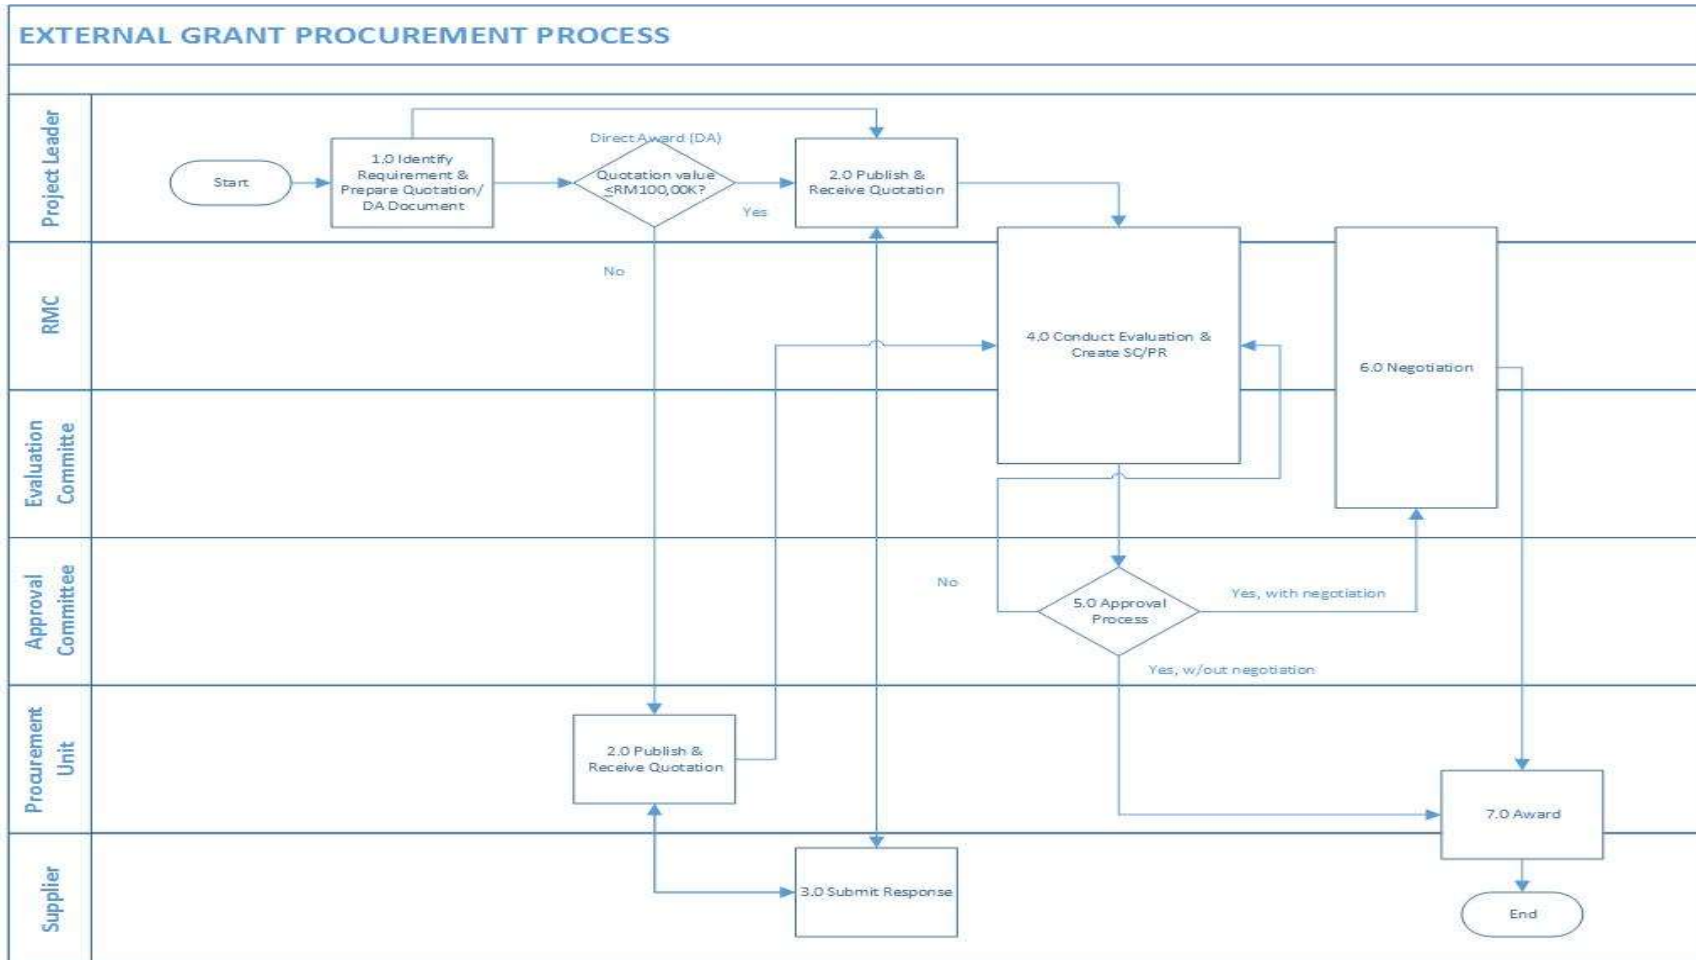 EXTERNAL GRANT PROCUREMENT PROCESS
Project Leader
Start
1.0 Identify
Requirement &
Prepare Quotation/
DA Document
Direct Award (DA)
Quotation value
≤RM100,00K?
Yes
No
2.0 Publish &
Receive Quotation
RMC
4.0 Conduct Evaluation &
Create SC/PR
6.0 Negotiation
Evaluation
Committe
Approval
Committee
No
5.0 Approval
Process
Yes, with negotiation
Yes, w/out negotiation
Procurement
Unit
2.0 Publish &
Receive Quotation
7.0 Award
Supplier
3.0 Submit Response
End